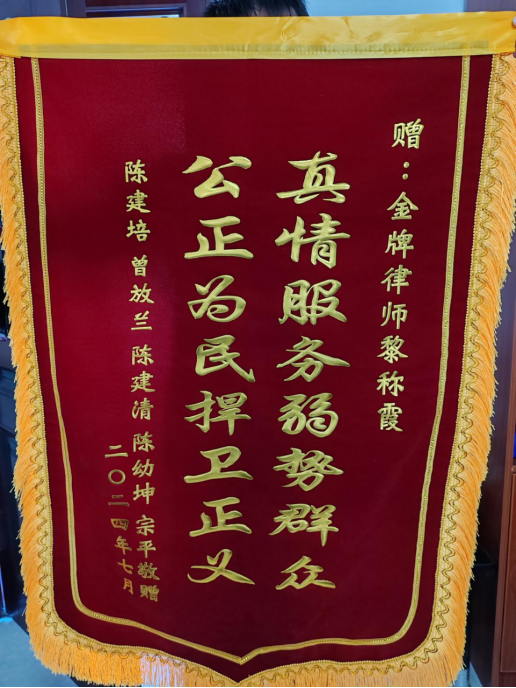 赠：金牌律师黎称霞
真情服务弱势群众
公正为民捍卫正义
陈建培 曾放兰 陈建清 陈幼坤 宗平敬赠
二〇二四年七月